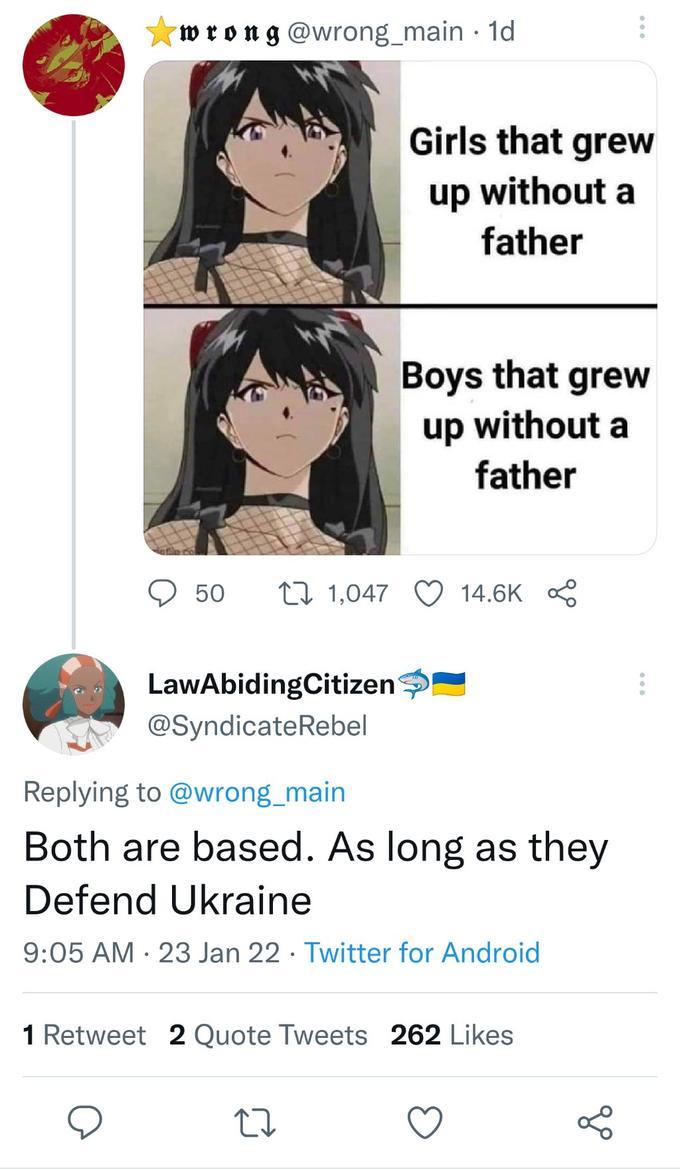 ⭐𝖜𝖗𝖔𝖓𝖌 @wrong_main · 1d
Girls that grew
up without a
father
Boys that grew
up without a
father
50 1,047 14.6K
LawAbidingCitizen🦈🇺🇦
@SyndicateRebel
Replying to @wrong_main
Both are based. As long as they
Defend Ukraine
9:05 AM · 23 Jan 22 · Twitter for Android
1 Retweet 2 Quote Tweets 262 Likes